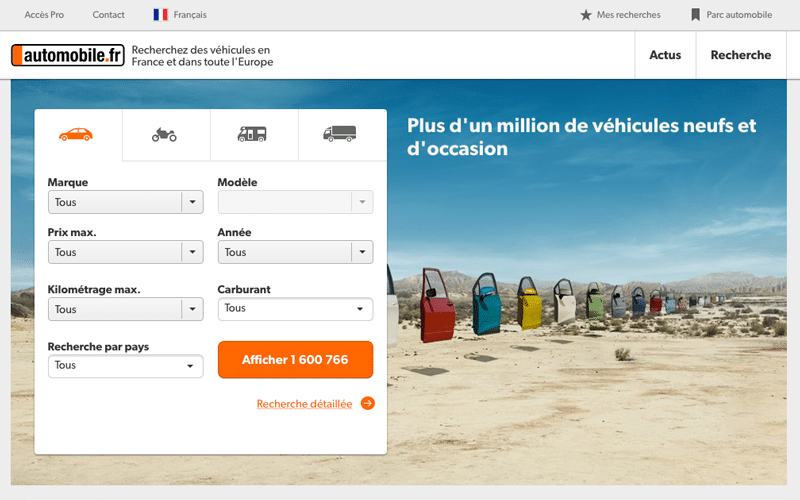 Accès Pro
Contact
Français
Mes recherches
Parc automobile
automobile.fr
Recherchez des véhicules en
France et dans toute l'Europe
Actus
Recherche
Plus d'un million de véhicules neufs et
d'occasion
Marque
Modèle
Tous
Prix max.
Année
Tous
Tous
Kilométrage max.
Carburant
Tous
Tous
Recherche par pays
Tous
Afficher 1 600 766
Recherche détaillée